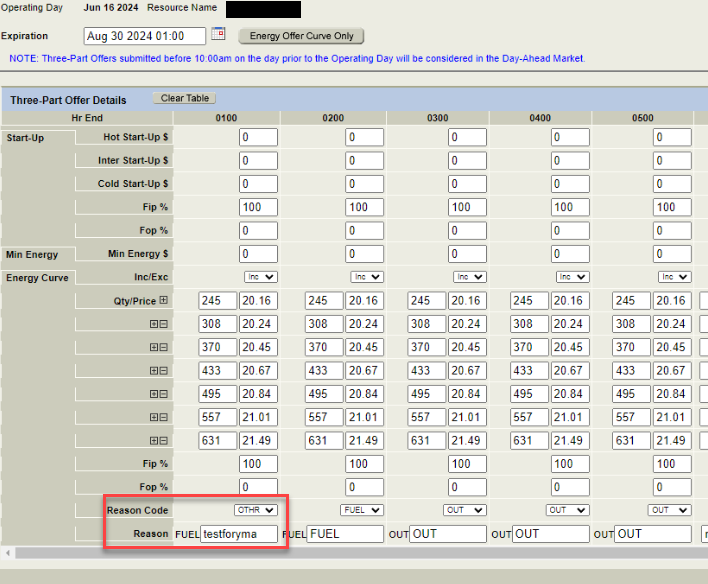 Operating Day Jun 16 2024 Resource Name
Expiration Aug 30 2024 01:00 Energy Offer Curve Only
NOTE: Three-Part Offers submitted before 10:00am on the day prior to the Operating Day will be considered in the Day-Ahead Market.
Three-Part Offer Details Clear Table
Hr End 0100 0200 0300 0400 0500
Start-Up Hot Start-Up $ 0 0 0 0 0
Inter Start-Up $ 0 0 0 0 0
Cold Start-Up $ 0 0 0 0 0
Fip % 100 100 100 100 100
Fop % 0 0 0 0 0
Min Energy Min Energy $ 0 0 0 0 0
Energy Curve Inc/Exc Inc Inc Inc Inc Inc
Qty/Price 245 20.16 245 20.16 245 20.16 245 20.16 245 20.16
308 20.24 308 20.24 308 20.24 308 20.24 308 20.24
370 20.45 370 20.45 370 20.45 370 20.45 370 20.45
433 20.67 433 20.67 433 20.67 433 20.67 433 20.67
495 20.84 495 20.84 495 20.84 495 20.84 495 20.84
557 21.01 557 21.01 557 21.01 557 21.01 557 21.01
631 21.49 631 21.49 631 21.49 631 21.49 631 21.49
Fip % 100 100 100 100 100
Fop % 0 0 0 0 0
Reason Code OTHR FUEL OUT OUT OUT
Reason FUEL testforyma FUEL FUEL OUT OUT OUT OUT OUT OUT